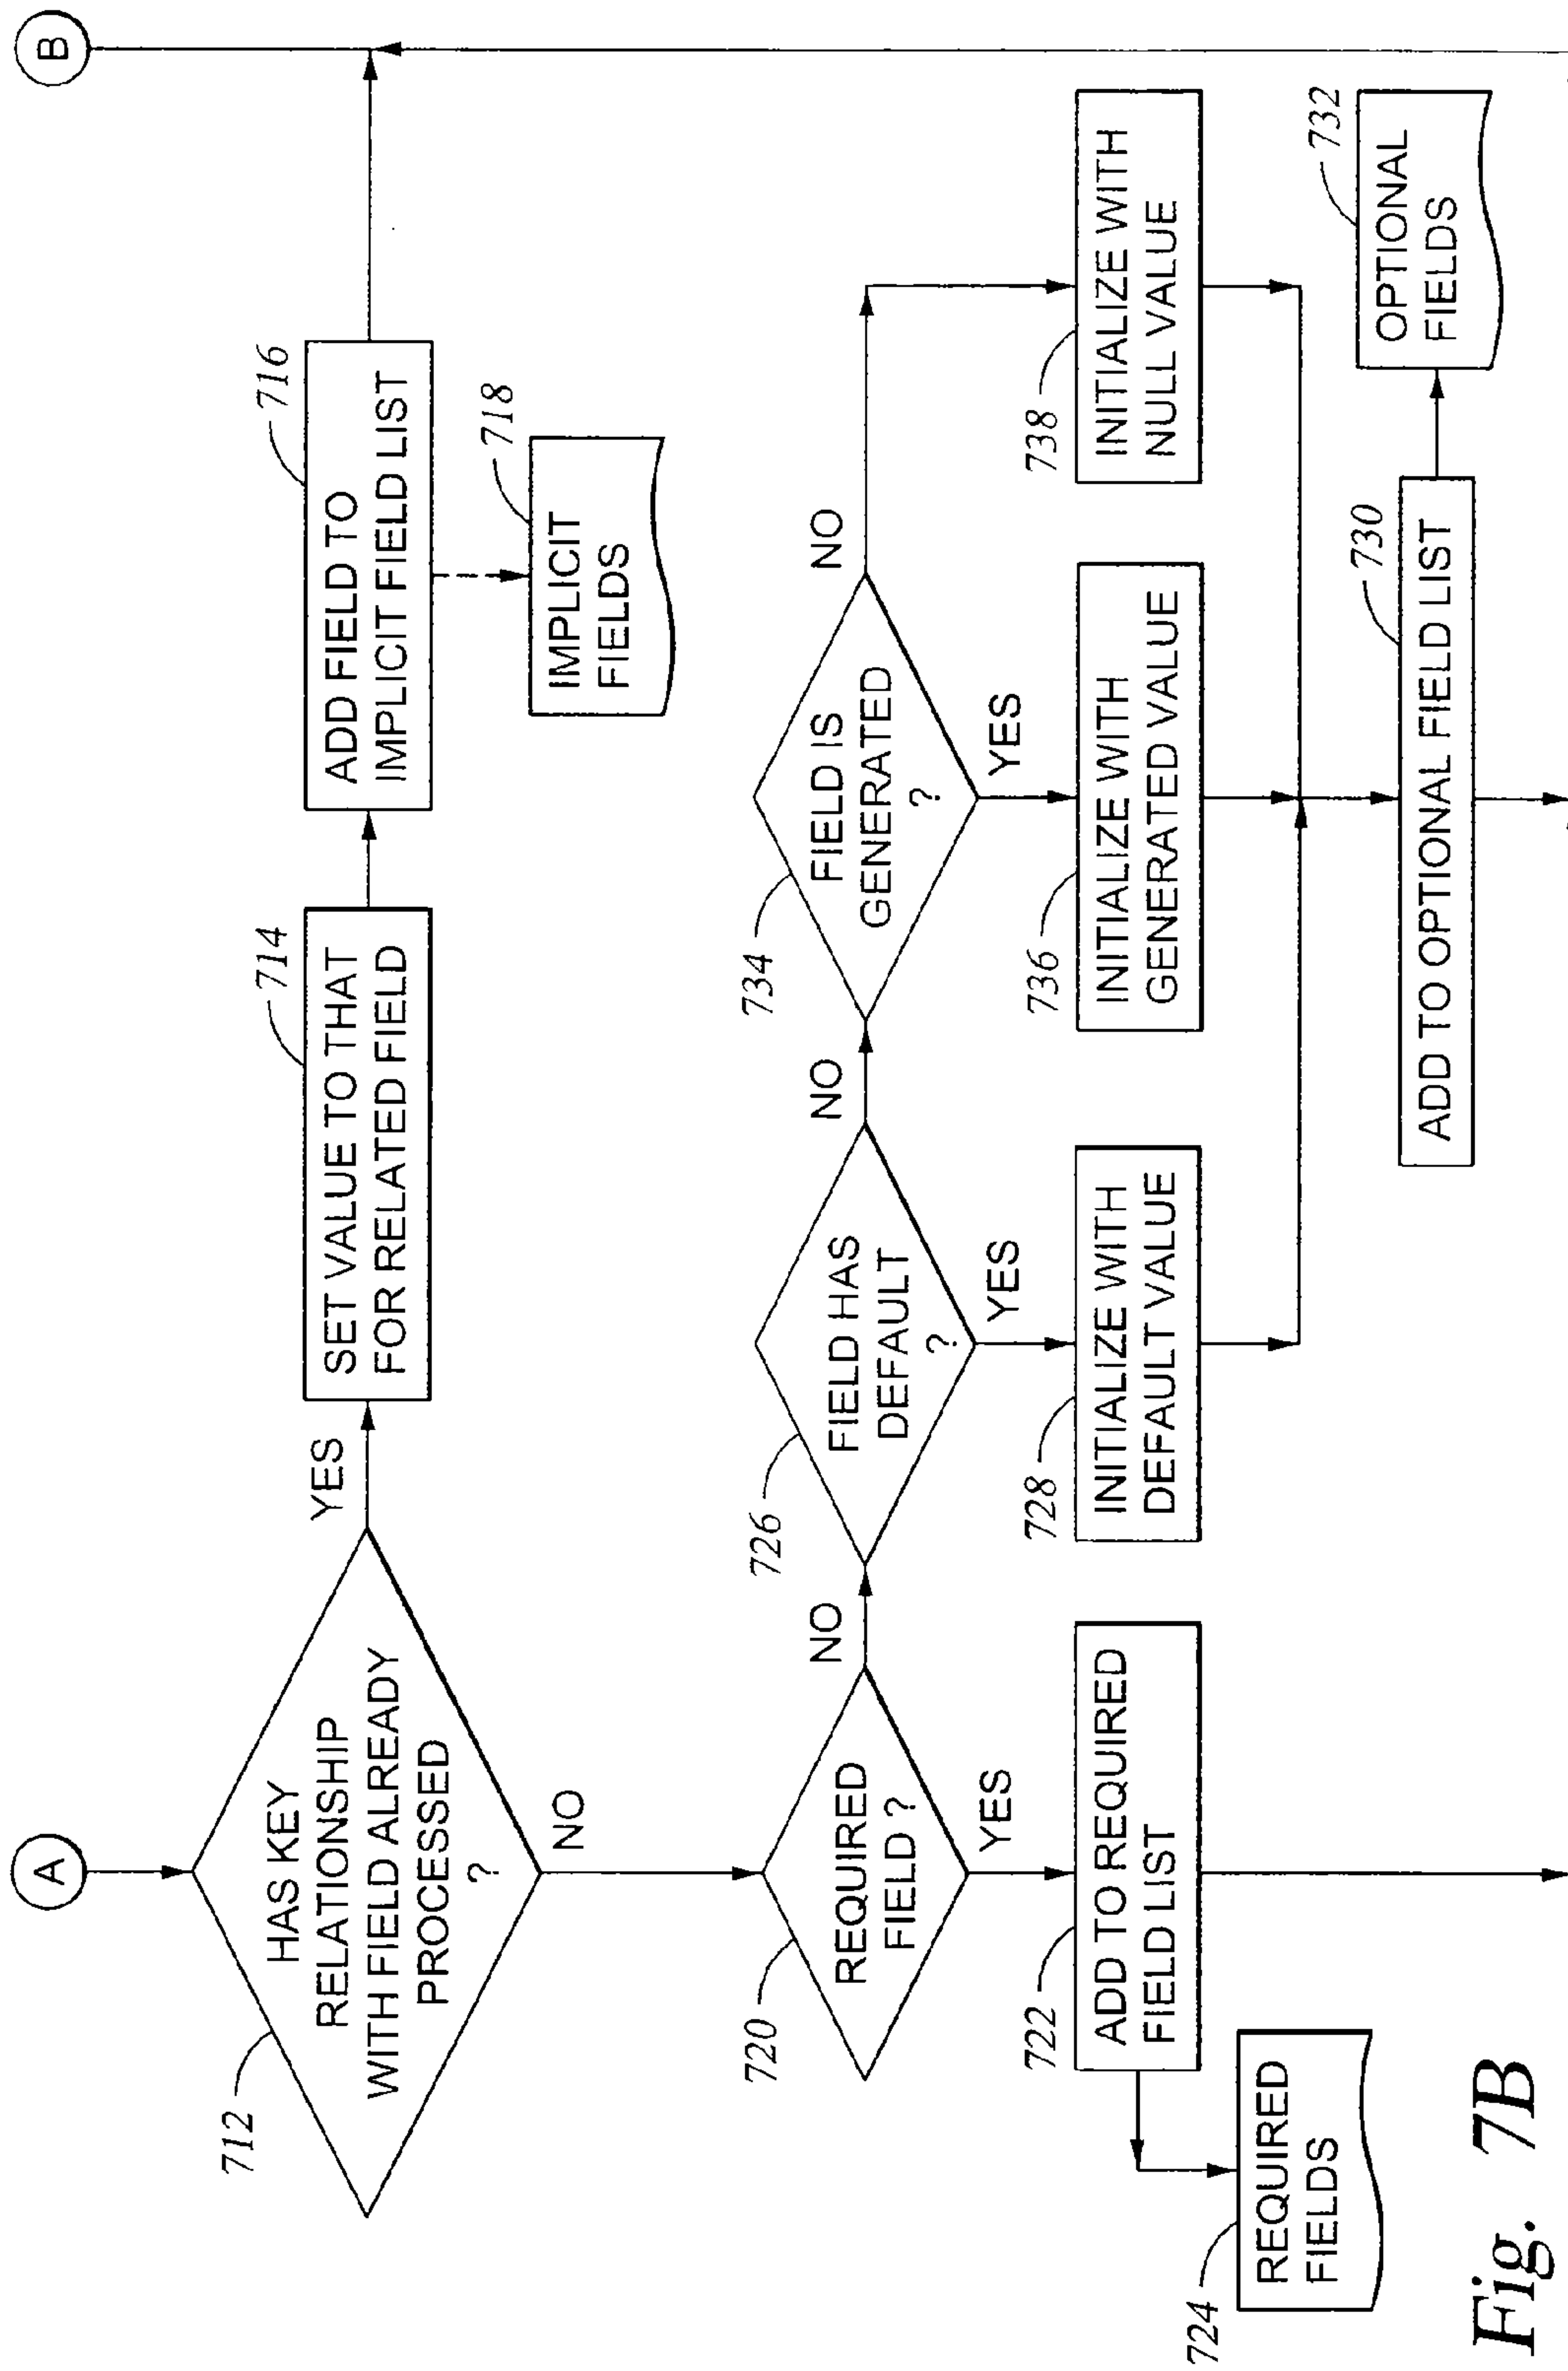 A
B
712
HAS KEY
RELATIONSHIP
WITH FIELD ALREADY
PROCESSED
?
YES
NO
714
SET VALUE TO THAT
FOR RELATED FIELD
716
ADD FIELD TO
IMPLICIT FIELD LIST
718
IMPLICIT
FIELDS
720
REQUIRED
FIELD ?
NO
YES
726
FIELD HAS
DEFAULT
?
NO
YES
734
FIELD IS
GENERATED
?
NO
YES
722
ADD TO REQUIRED
FIELD LIST
728
INITIALIZE WITH
DEFAULT VALUE
736
INITIALIZE WITH
GENERATED VALUE
738
INITIALIZE WITH
NULL VALUE
724
REQUIRED
FIELDS
730
ADD TO OPTIONAL FIELD LIST
732
OPTIONAL
FIELDS
Fig. 7B